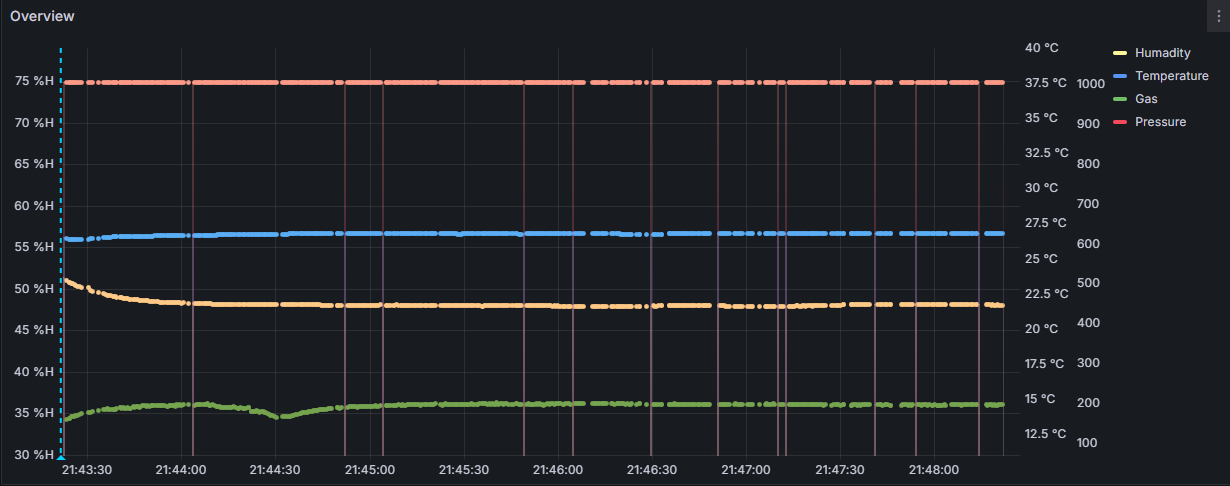 Overview
40 °C
Humadity
75 %H
37.5 °C
1000
Temperature
70 %H
35 °C
900
Gas
65 %H
32.5 °C
800
Pressure
60 %H
30 °C
700
55 %H
27.5 °C
600
50 %H
25 °C
500
45 %H
22.5 °C
400
40 %H
20 °C
300
35 %H
17.5 °C
200
30 %H
15 °C
100
12.5 °C
21:43:30 21:44:00 21:44:30 21:45:00 21:45:30 21:46:00 21:46:30 21:47:00 21:47:30 21:48:00